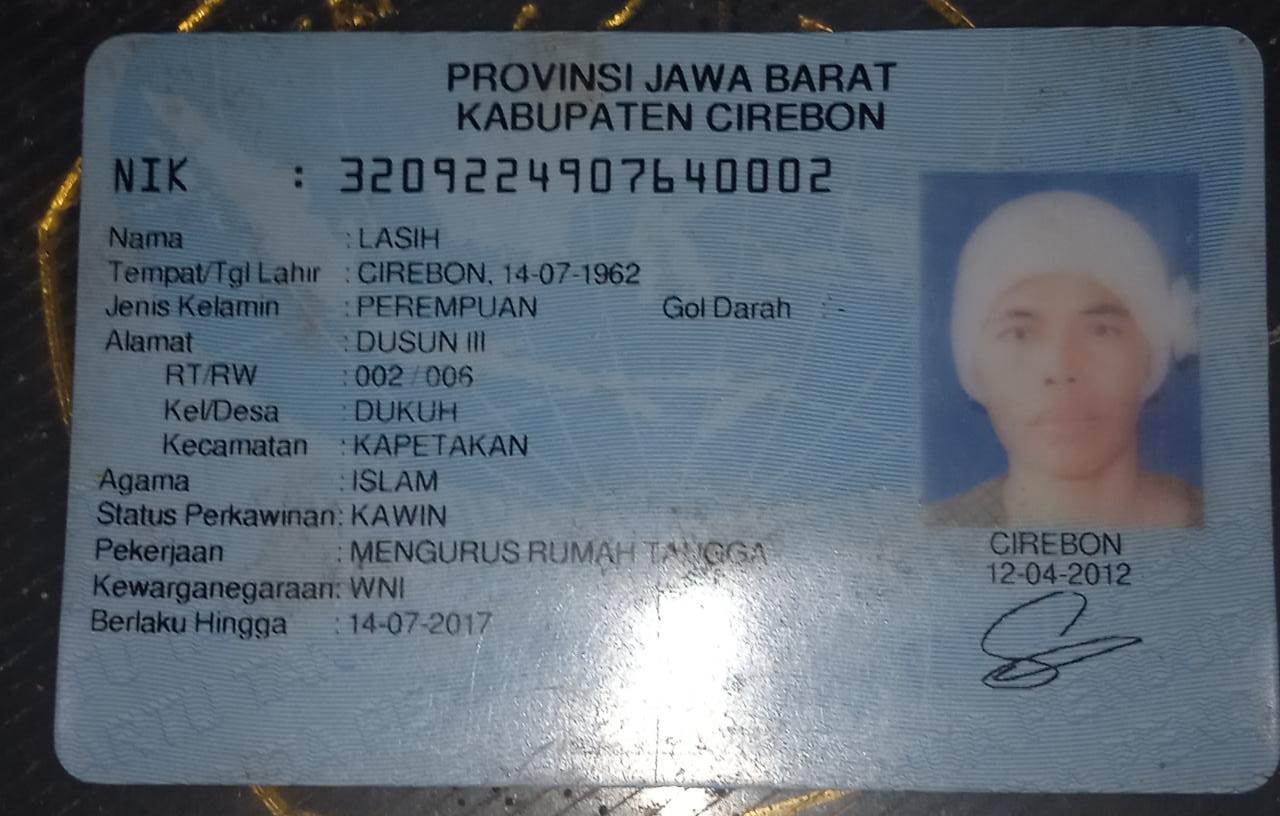 PROVINSI JAWA BARAT
KABUPATEN CIREBON
NIK : 3209224907640002
Nama : LASIH
Tempat/Tgl Lahir : CIREBON, 14-07-1962
Jenis Kelamin : PEREMPUAN Gol Darah : -
Alamat : DUSUN III
RT/RW : 002 / 006
Kel/Desa : DUKUH
Kecamatan : KAPETAKAN
Agama : ISLAM
Status Perkawinan: KAWIN
Pekerjaan : MENGURUS RUMAH TANGGA
Kewarganegaraan: WNI
Berlaku Hingga : 14-07-2017
CIREBON
12-04-2012